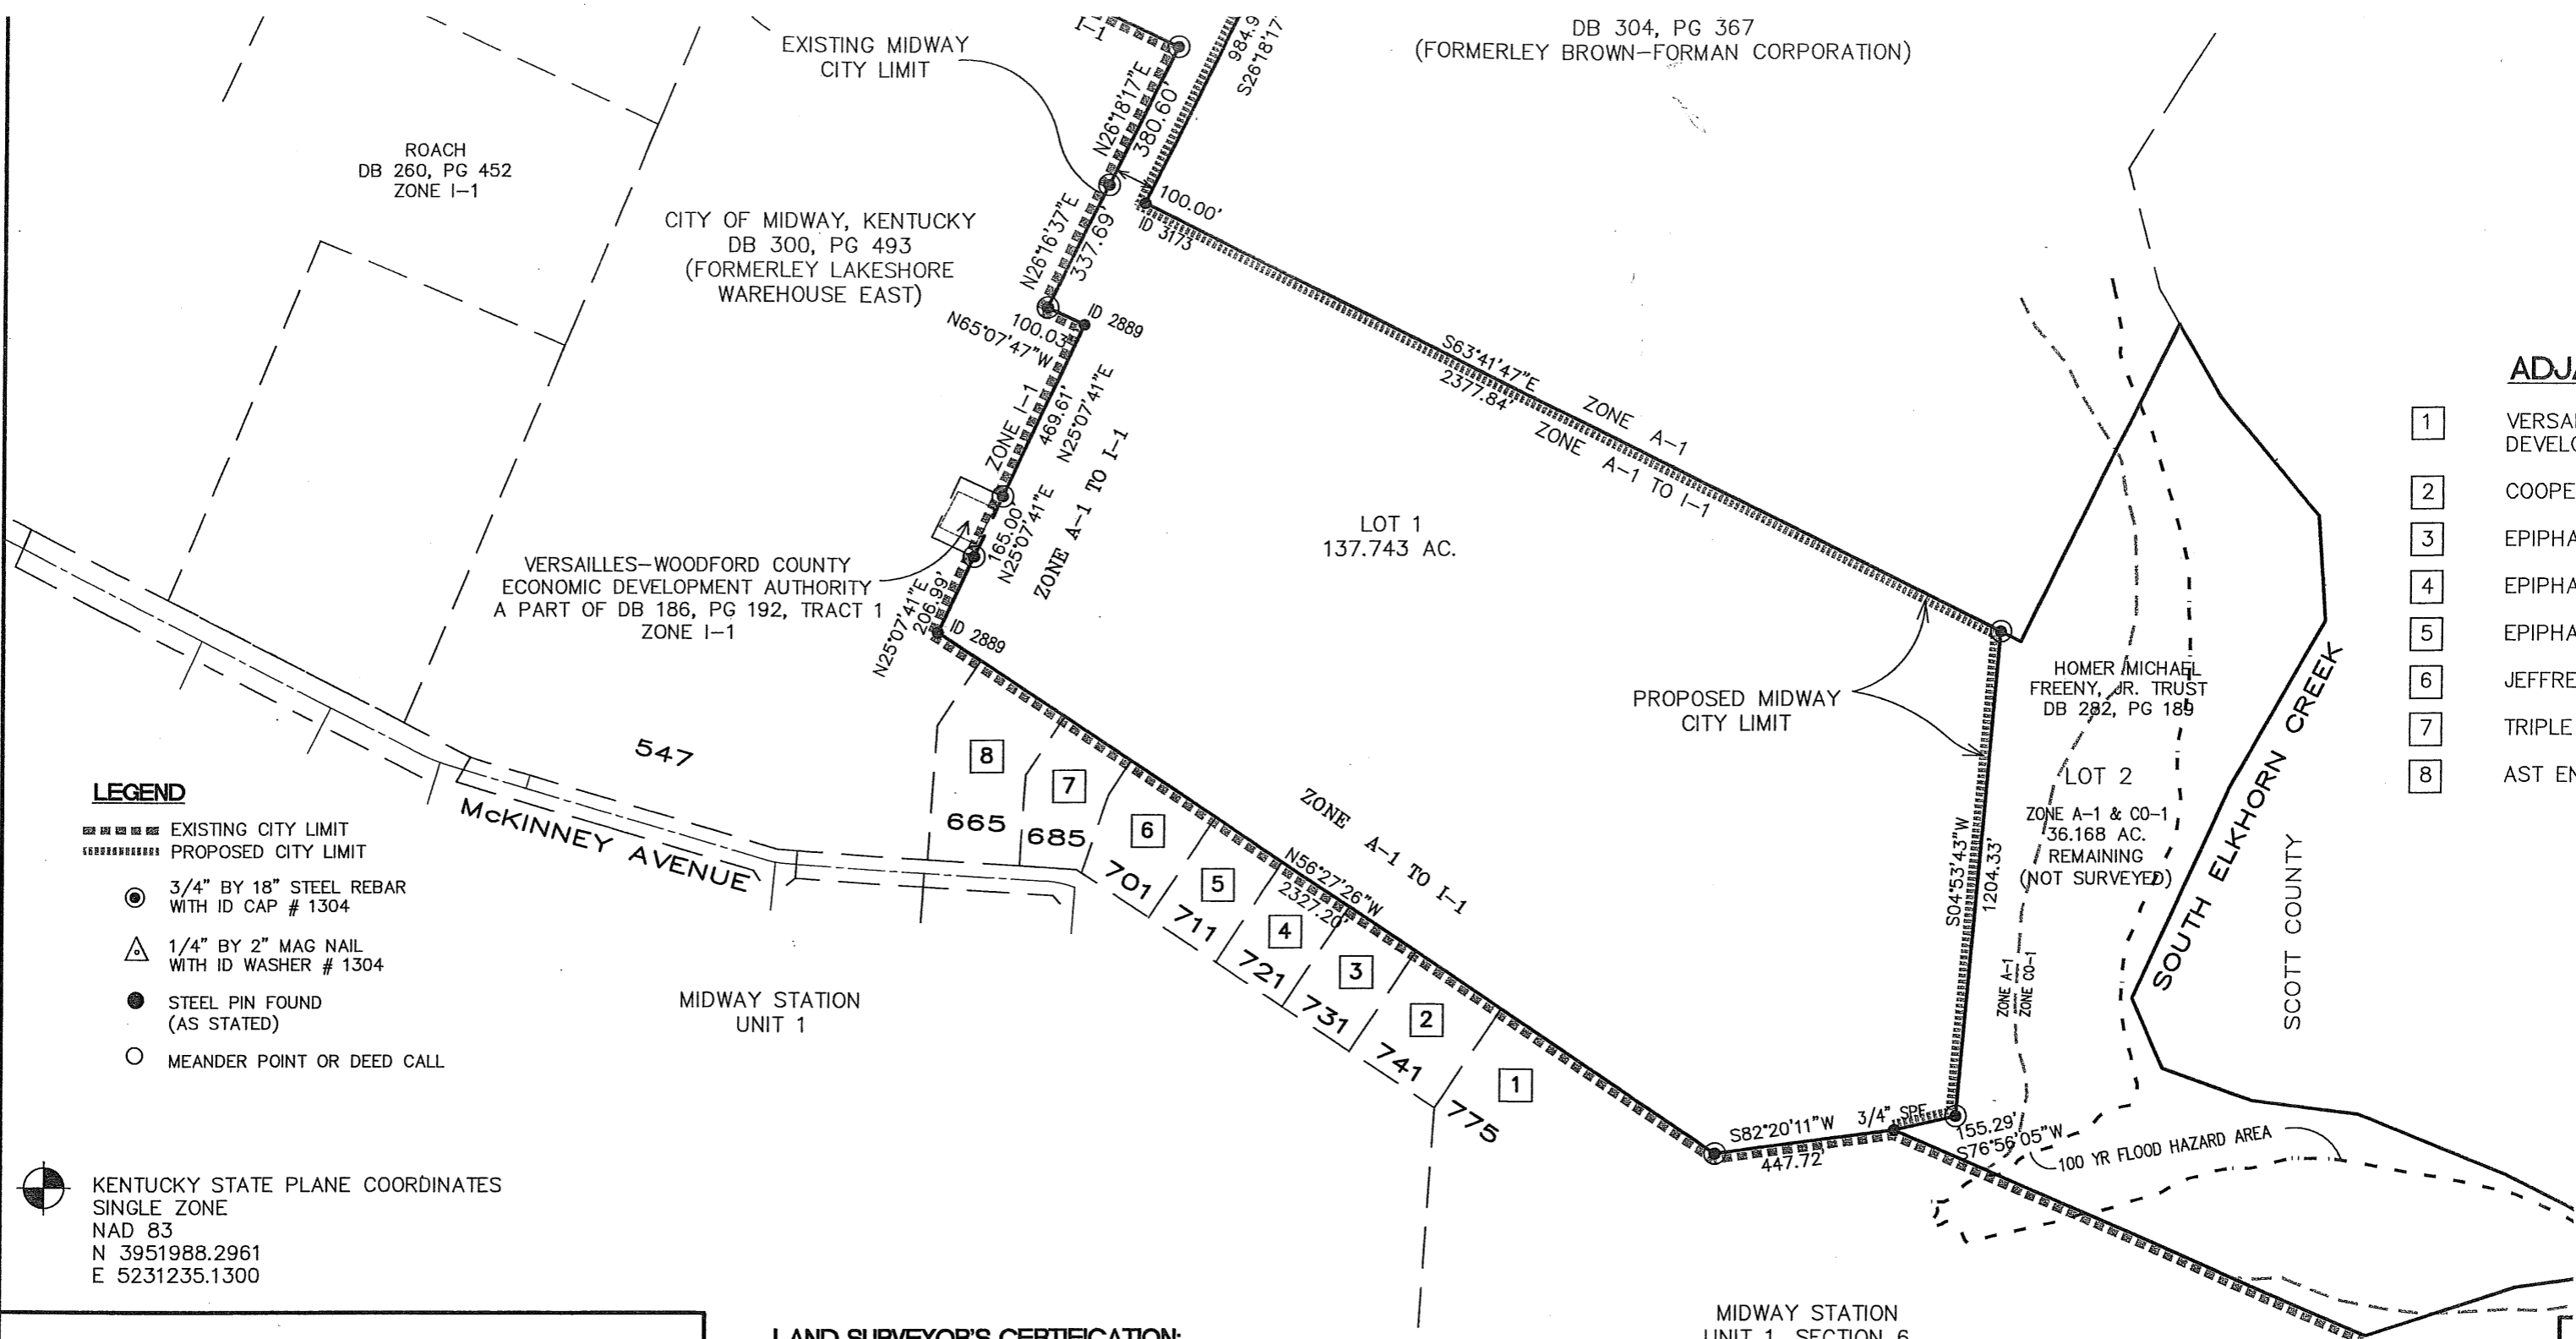 DB 304, PG 367
(FORMERLEY BROWN-FORMAN CORPORATION)
EXISTING MIDWAY
CITY LIMIT
I-1
N26°18'17"E
380.60'
984.9
S26°18'17"
ROACH
DB 260, PG 452
ZONE I-1
CITY OF MIDWAY, KENTUCKY
DB 300, PG 493
(FORMERLEY LAKESHORE
WAREHOUSE EAST)
N26°16'37"E
337.69'
100.00'
ID 3173
ID 2889
100.03'
N65°07'47"W
ZONE I-1
469.61'
N25°07'41"E
ZONE A-1 TO I-1
S63°41'47"E
2377.84'
ZONE A-1
ZONE A-1 TO I-1
LOT 1
137.743 AC.
165.00'
N25°07'41"E
VERSAILLES-WOODFORD COUNTY
ECONOMIC DEVELOPMENT AUTHORITY
A PART OF DB 186, PG 192, TRACT 1
ZONE I-1
N25°07'41"E
206.99'
ID 2889
PROPOSED MIDWAY
CITY LIMIT
HOMER MICHAEL
FREENY, JR. TRUST
DB 282, PG 189
LOT 2
ZONE A-1 & CO-1
36.168 AC.
REMAINING
(NOT SURVEYED)
SOUTH ELKHORN CREEK
SCOTT COUNTY
S04°53'43"W
1204.33'
ZONE A-1
ZONE CO-1
ADJ
1 VERSA
DEVELO
2 COOPE
3 EPIPHA
4 EPIPHA
5 EPIPHA
6 JEFFRE
7 TRIPLE
8 AST EN
547
McKINNEY AVENUE
8
665
7
685
6
701
5
711
4
721
3
731
2
741
1
775
N56°27'26"W
2327.20'
ZONE A-1 TO I-1
S82°20'11"W
447.72'
3/4" SPF
155.29'
S76°56'05"W
100 YR FLOOD HAZARD AREA
LEGEND
EXISTING CITY LIMIT
PROPOSED CITY LIMIT
3/4" BY 18" STEEL REBAR
WITH ID CAP # 1304
1/4" BY 2" MAG NAIL
WITH ID WASHER # 1304
STEEL PIN FOUND
(AS STATED)
MEANDER POINT OR DEED CALL
MIDWAY STATION
UNIT 1
KENTUCKY STATE PLANE COORDINATES
SINGLE ZONE
NAD 83
N 3951988.2961
E 5231235.1300
LAND SURVEYOR'S CERTIFICATION:
MIDWAY STATION
UNIT 1, SECTION 6